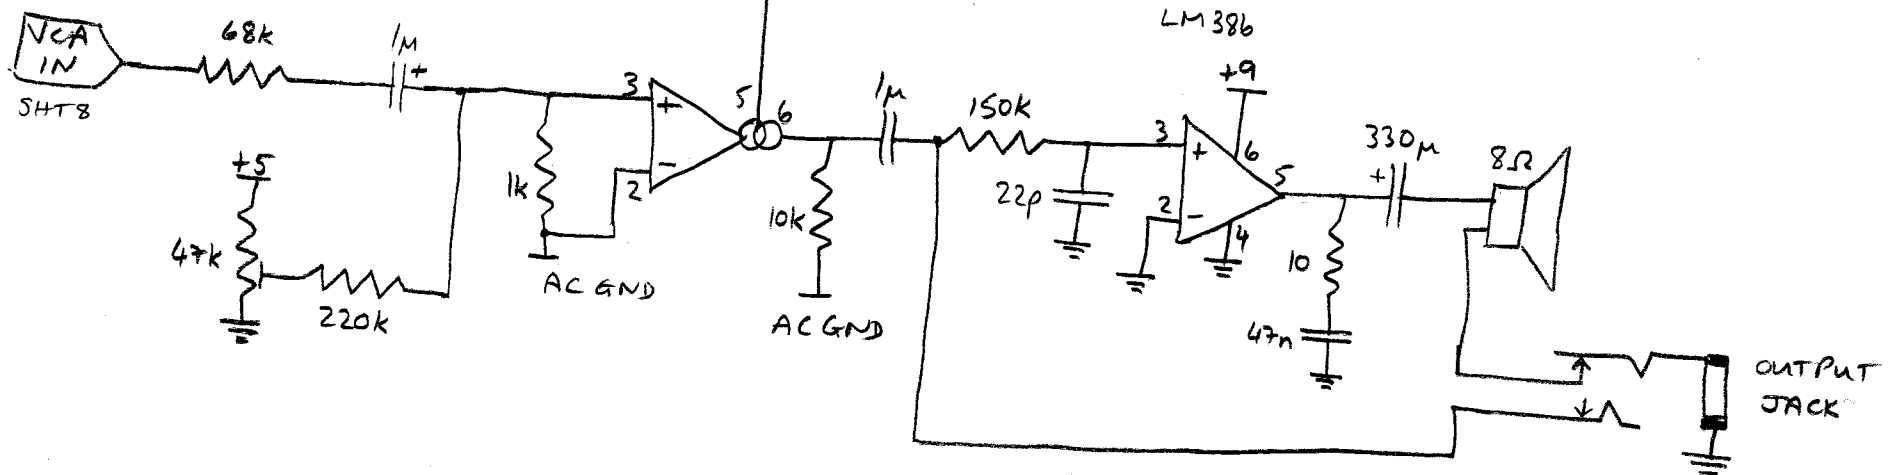 VCA
IN
SHT8
68k
1µ
+
3
+
5
6
-
2
1k
AC GND
+5
47k
220k
10k
AC GND
1µ
150k
22p
LM386
+9
3
+
6
2
-
4
5
10
47n
330µ
+
8Ω
OUTPUT
JACK